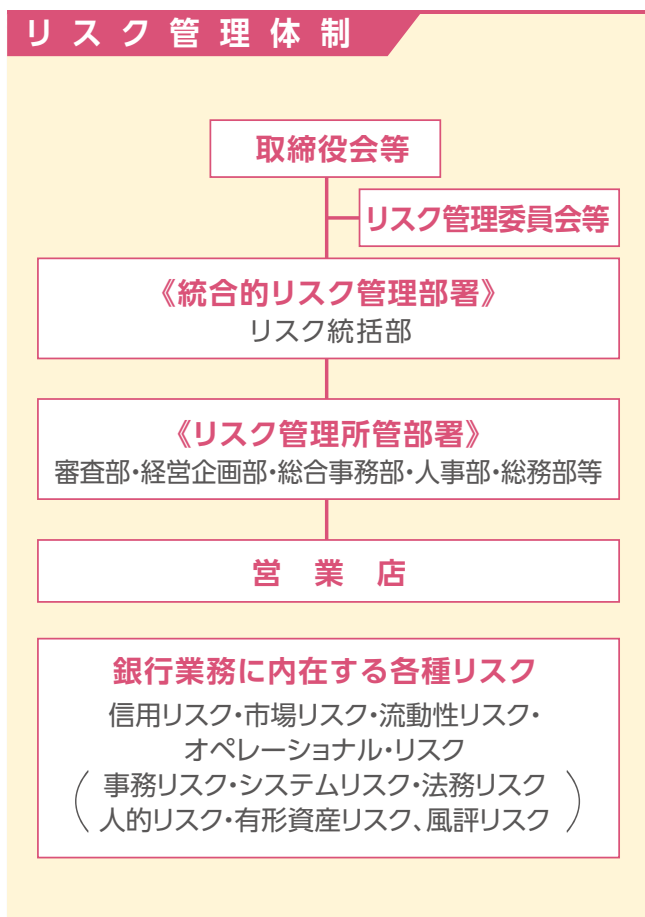 リスク管理体制
取締役会等
リスク管理委員会等
《統合的リスク管理部署》
リスク統括部
《リスク管理所管部署》
審査部・経営企画部・総合事務部・人事部・総務部等
営業店
銀行業務に内在する各種リスク
信用リスク・市場リスク・流動性リスク・
オペレーショナル・リスク
(事務リスク・システムリスク・法務リスク
人的リスク・有形資産リスク、風評リスク)